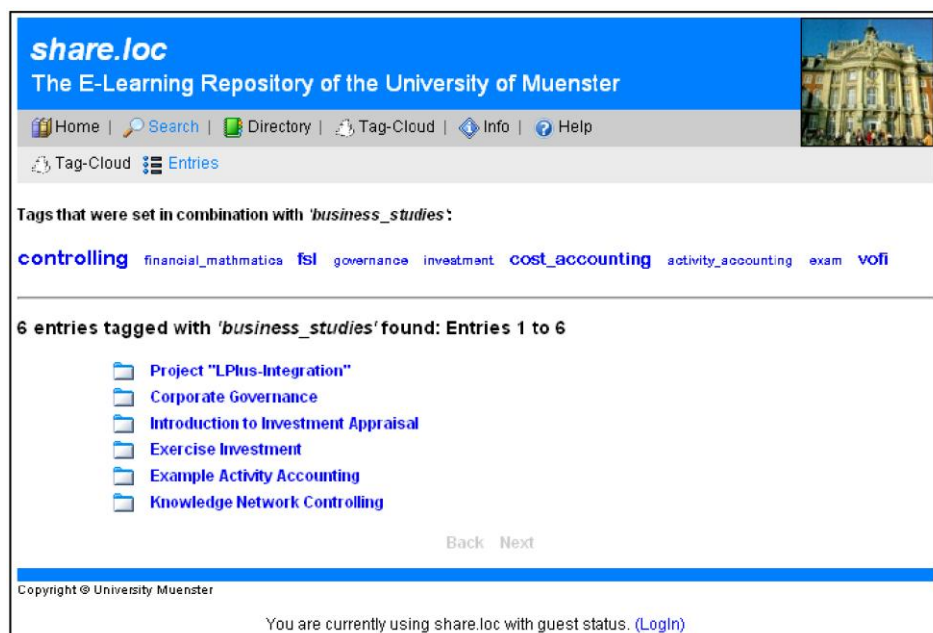 share.loc
The E-Learning Repository of the University of Muenster
Home | Search | Directory | Tag-Cloud | Info | Help
Tag-Cloud Entries
Tags that were set in combination with 'business_studies':
controlling financial_mathmatics fsl governance investment cost_accounting activity_accounting exam vofi
6 entries tagged with 'business_studies' found: Entries 1 to 6
Project "LPlus-Integration"
Corporate Governance
Introduction to Investment Appraisal
Exercise Investment
Example Activity Accounting
Knowledge Network Controlling
Back Next
Copyright © University Muenster
You are currently using share.loc with guest status. (LogIn)